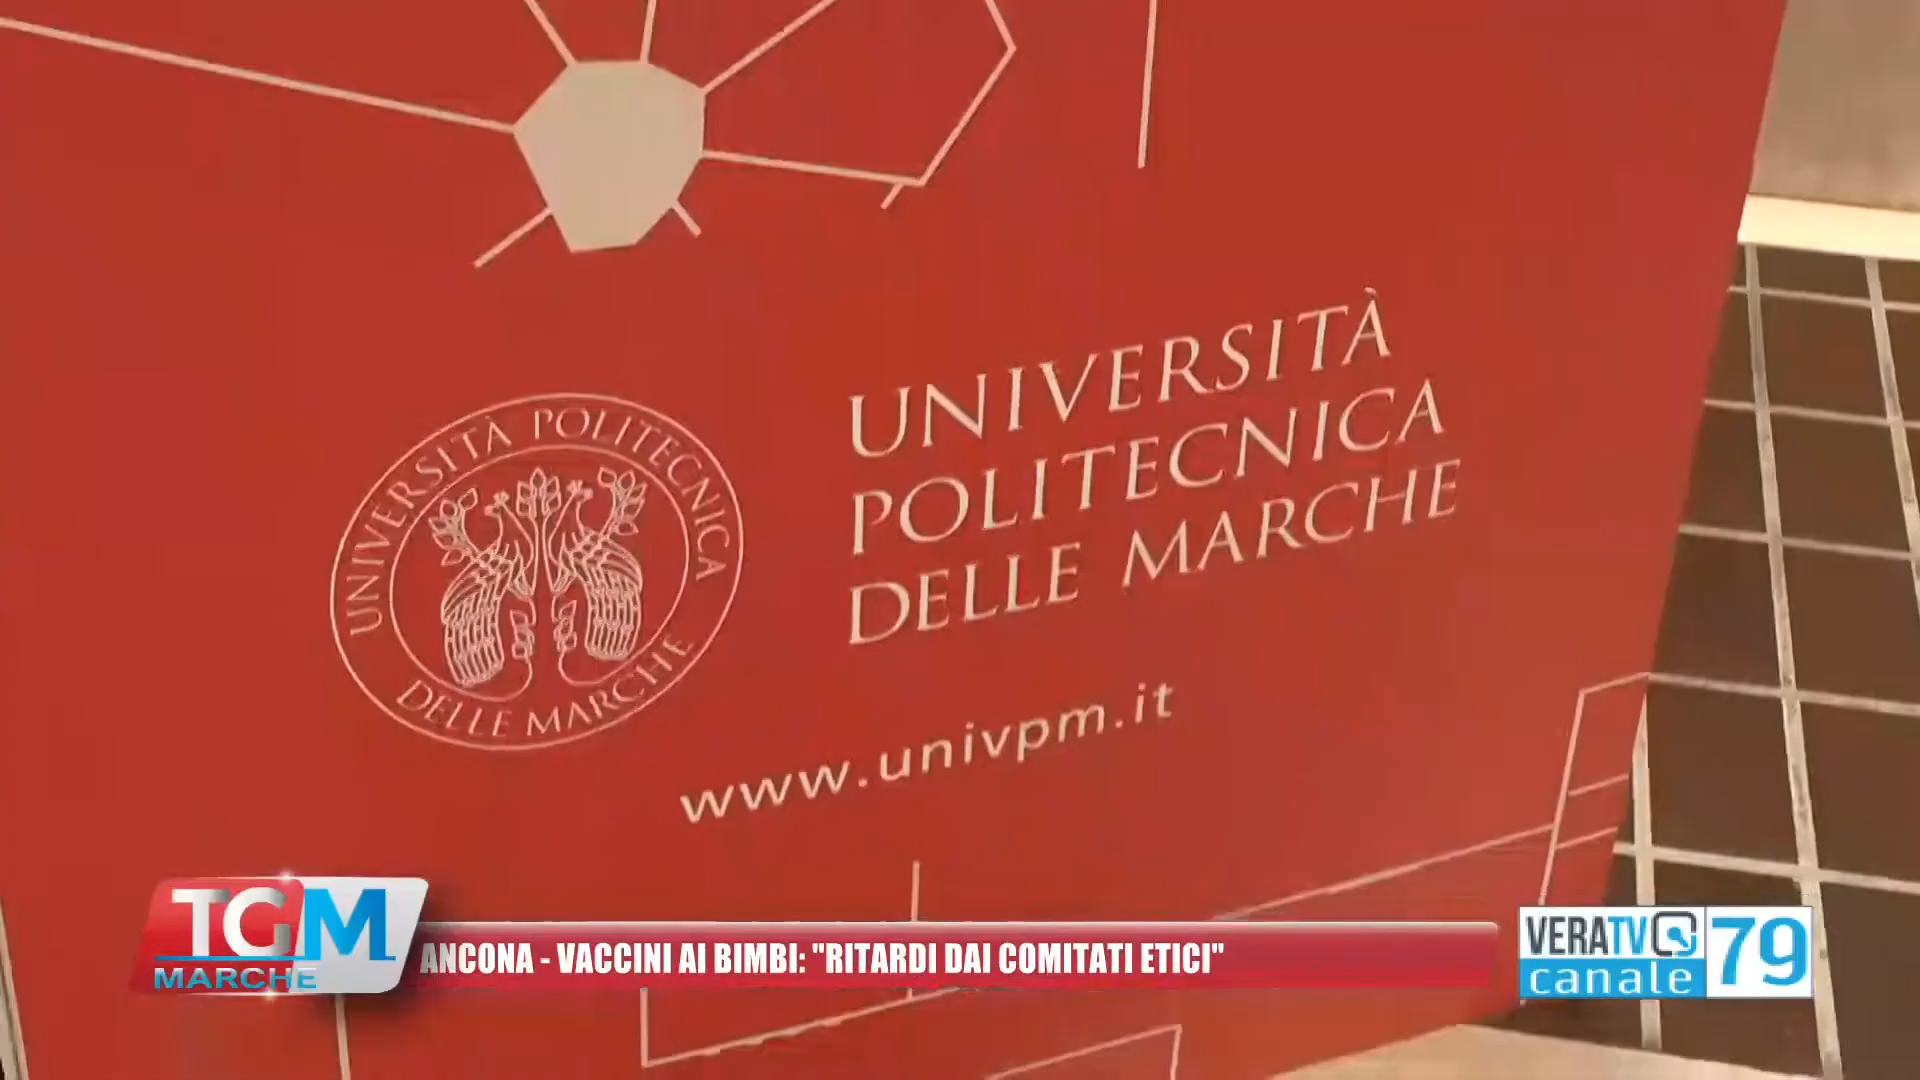 UNIVERSITÀ POLITECNICA
DELLE MARCHE
UNIVERSITÀ
POLITECNICA
DELLE MARCHE
www.univpm.it
TGM
MARCHE
ANCONA - VACCINI AI BIMBI: "RITARDI DAI COMITATI ETICI"
VERATV
canale
79